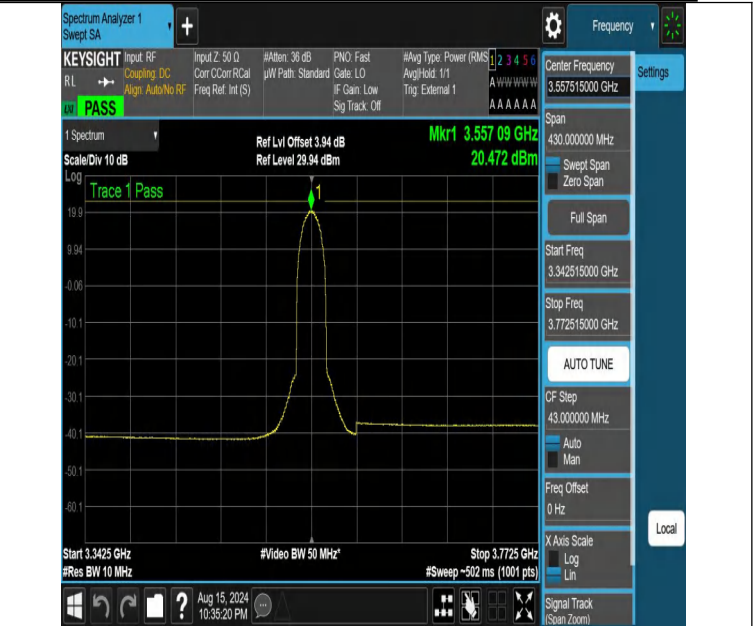 Spectrum Analyzer 1
Swept SA
Frequency
KEYSIGHT
RL
PASS
Input: RF
Coupling: DC
Align: Auto/No RF
Input Z: 50 Ω
Corr CCorr RCal
Freq Ref: Int (S)
#Atten: 36 dB
µW Path: Standard
PNO: Fast
Gate: LO
IF Gain: Low
Sig Track: Off
#Avg Type: Power (RMS
Avg|Hold: 1/1
Trig: External 1
1 2 3 4 5 6
A W W W W W
A A A A A A
1 Spectrum
Scale/Div 10 dB
Ref Lvl Offset 3.94 dB
Ref Level 29.94 dBm
Mkr1 3.557 09 GHz
20.472 dBm
Log
Trace 1 Pass
1
19.9
9.94
-0.06
-10.1
-20.1
-30.1
-40.1
-50.1
-60.1
Start 3.3425 GHz
#Res BW 10 MHz
#Video BW 50 MHz*
Stop 3.7725 GHz
#Sweep ~502 ms (1001 pts)
Center Frequency
3.557515000 GHz
Settings
Span
430.000000 MHz
Swept Span
Zero Span
Full Span
Start Freq
3.342515000 GHz
Stop Freq
3.772515000 GHz
AUTO TUNE
CF Step
43.000000 MHz
Auto
Man
Freq Offset
0 Hz
X Axis Scale
Log
Lin
Signal Track
(Span Zoom)
Local
?
Aug 15, 2024
10:35:20 PM